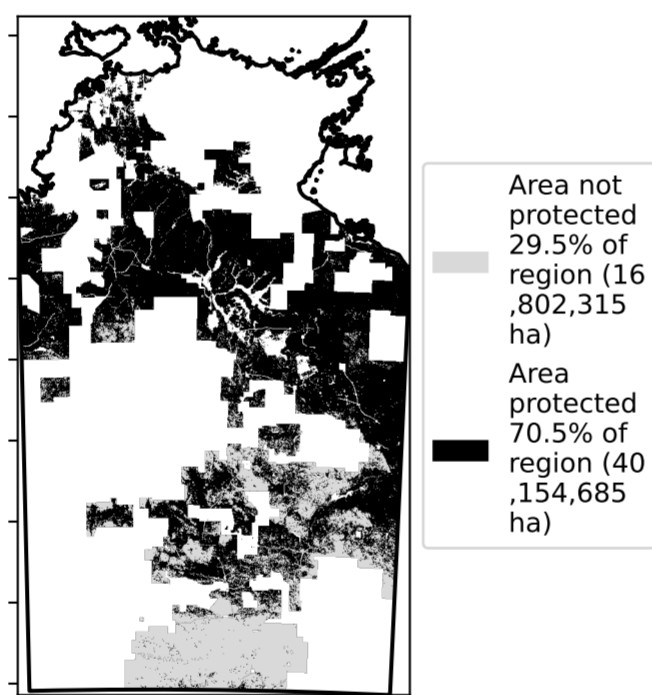 Area not
protected
29.5% of
region (16
,802,315
ha)
Area
protected
70.5% of
region (40
,154,685
ha)